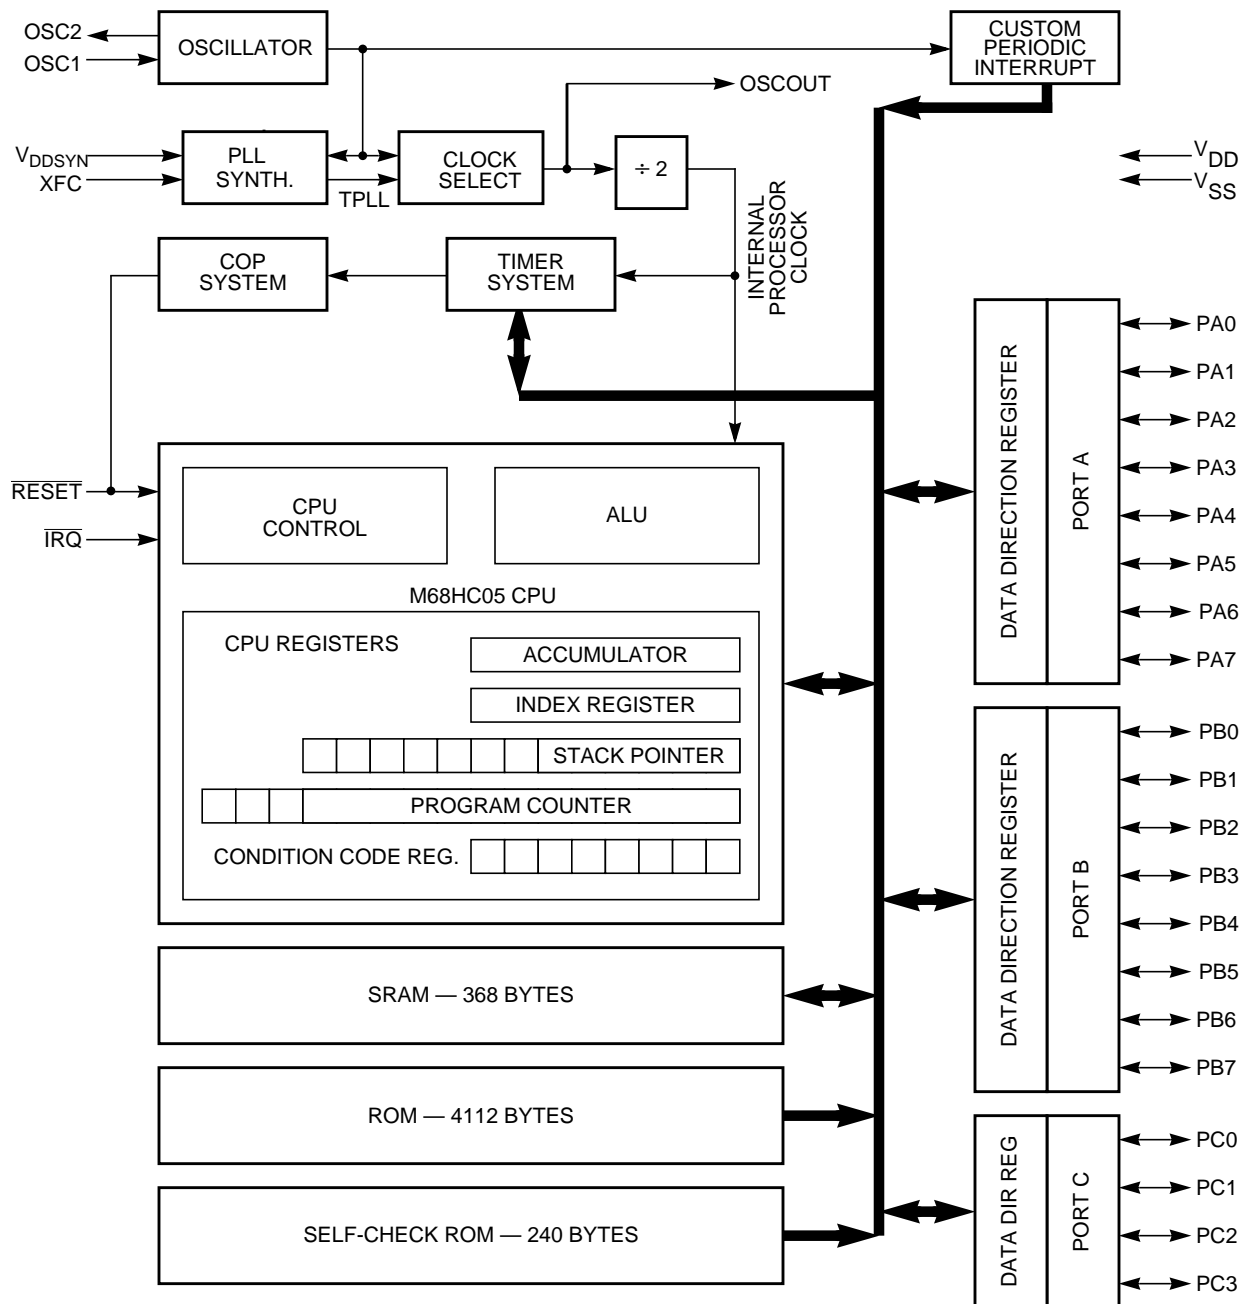 OSC2
OSC1
OSCILLATOR
CUSTOM
PERIODIC
INTERRUPT
OSCOUT
VDDSYN
XFC
PLL
SYNTH.
TPLL
CLOCK
SELECT
÷ 2
VDD
VSS
INTERNAL
PROCESSOR
CLOCK
COP
SYSTEM
TIMER
SYSTEM
RESET
IRQ
CPU
CONTROL
ALU
M68HC05 CPU
CPU REGISTERS
ACCUMULATOR
INDEX REGISTER
STACK POINTER
PROGRAM COUNTER
CONDITION CODE REG.
SRAM — 368 BYTES
ROM — 4112 BYTES
SELF-CHECK ROM — 240 BYTES
DATA DIRECTION REGISTER
PORT A
PA0
PA1
PA2
PA3
PA4
PA5
PA6
PA7
DATA DIRECTION REGISTER
PORT B
PB0
PB1
PB2
PB3
PB4
PB5
PB6
PB7
DATA DIR REG
PORT C
PC0
PC1
PC2
PC3